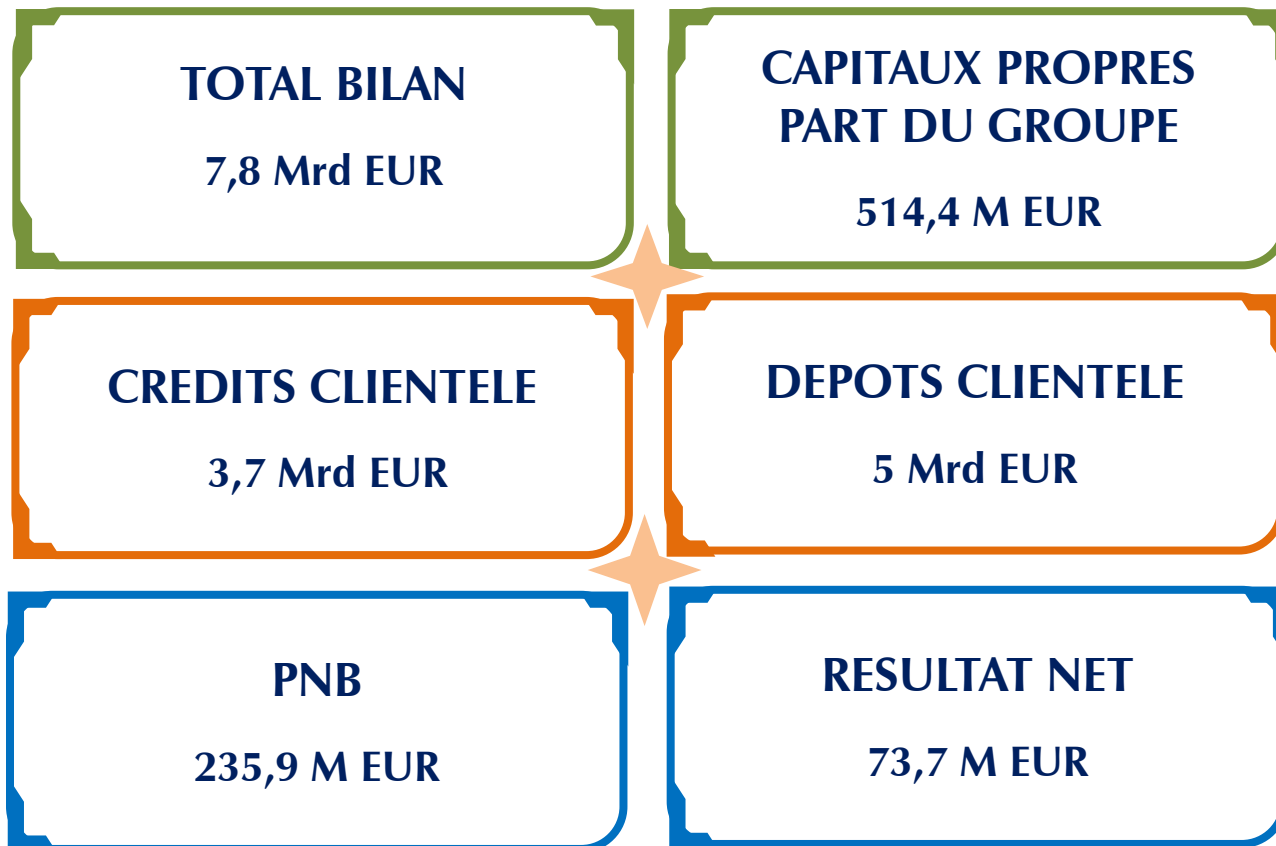 TOTAL BILAN
7,8 Mrd EUR
CAPITAUX PROPRES
PART DU GROUPE
514,4 M EUR
CREDITS CLIENTELE
3,7 Mrd EUR
DEPOTS CLIENTELE
5 Mrd EUR
PNB
235,9 M EUR
RESULTAT NET
73,7 M EUR